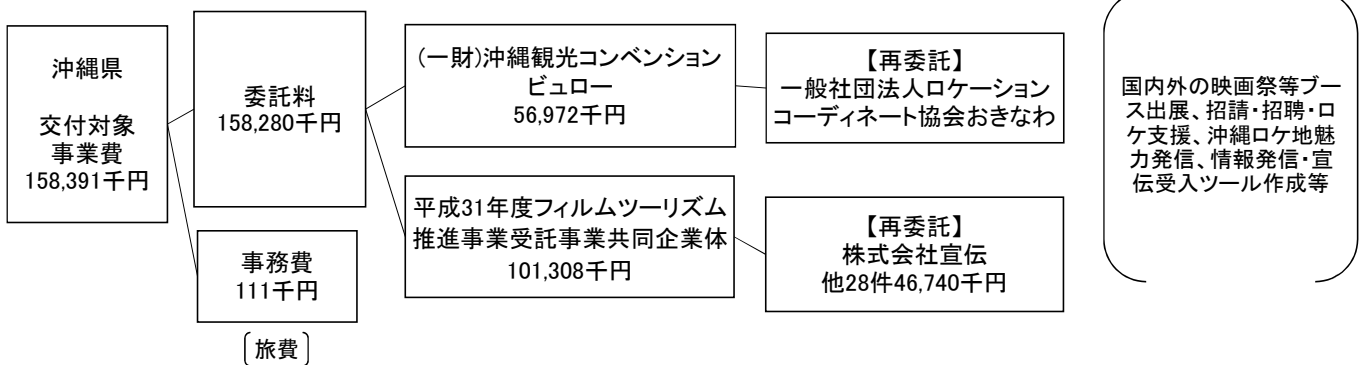 沖縄県
交付対象
事業費
158,391千円
委託料
158,280千円
事務費
111千円
旅費
(一財)沖縄観光コンベンション
ビュロー
56,972千円
平成31年度フィルムツーリズム
推進事業受託事業共同企業体
101,308千円
【再委託】
一般社団法人ロケーション
コーディネート協会おきなわ
【再委託】
株式会社宣伝
他28件46,740千円
国内外の映画祭等ブー
ス出展、招請・招聘・ロ
ケ支援、沖縄ロケ地魅
力発信、情報発信・宣
伝受入ツール作成等